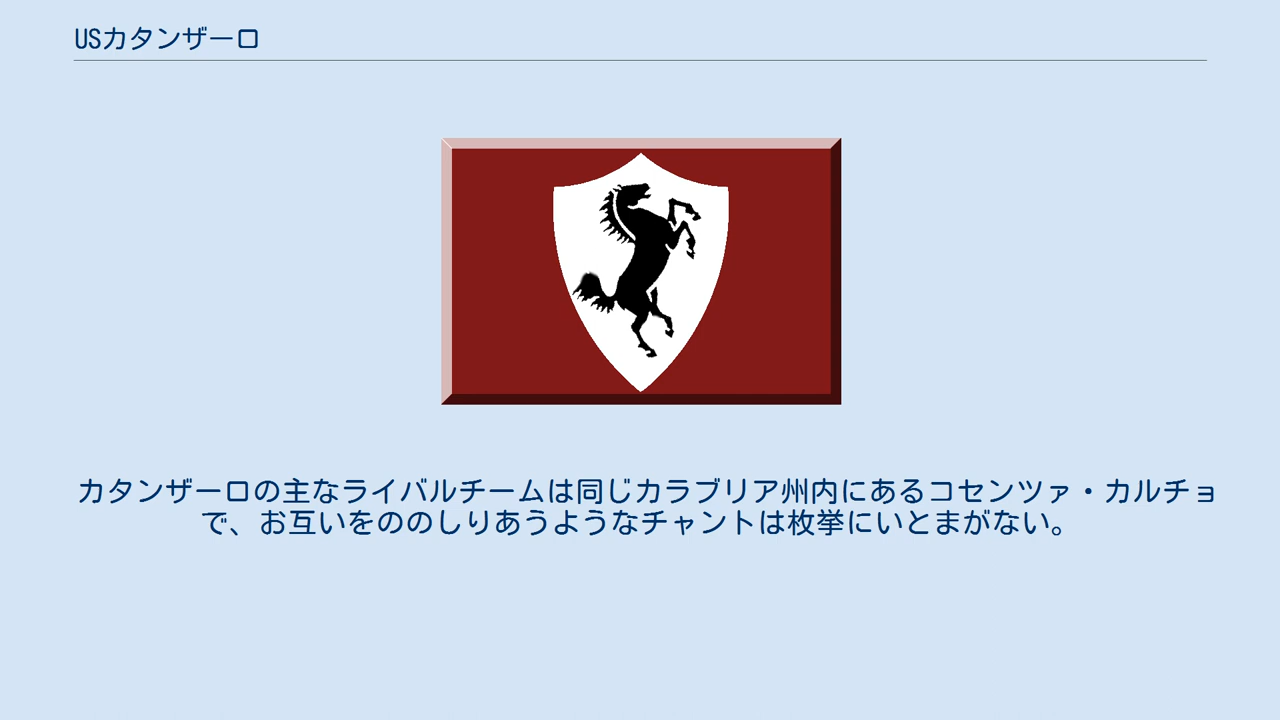 USカタンザーロ
カタンザーロの主なライバルチームは同じカラブリア州内にあるコセンツァ・カルチョ
で、お互いをののしりあうようなチャントは枚挙にいとまがない。